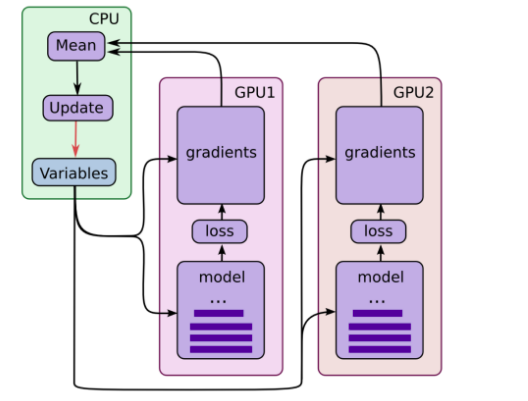 CPU
Mean
Update
Variables
GPU1
gradients
loss
model
...
GPU2
gradients
loss
model
...